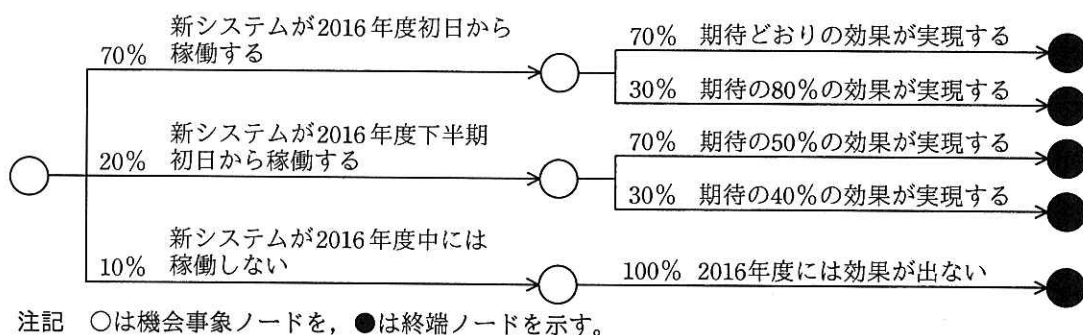 新システムが2016年度初日から
70% 稼働する
70% 期待どおりの効果が実現する
30% 期待の80%の効果が実現する
新システムが2016年度下半期
20% 初日から稼働する
70% 期待の50%の効果が実現する
30% 期待の40%の効果が実現する
新システムが2016年度中には
10% 稼働しない
100% 2016年度には効果が出ない
注記 ○は機会事象ノードを，●は終端ノードを示す。